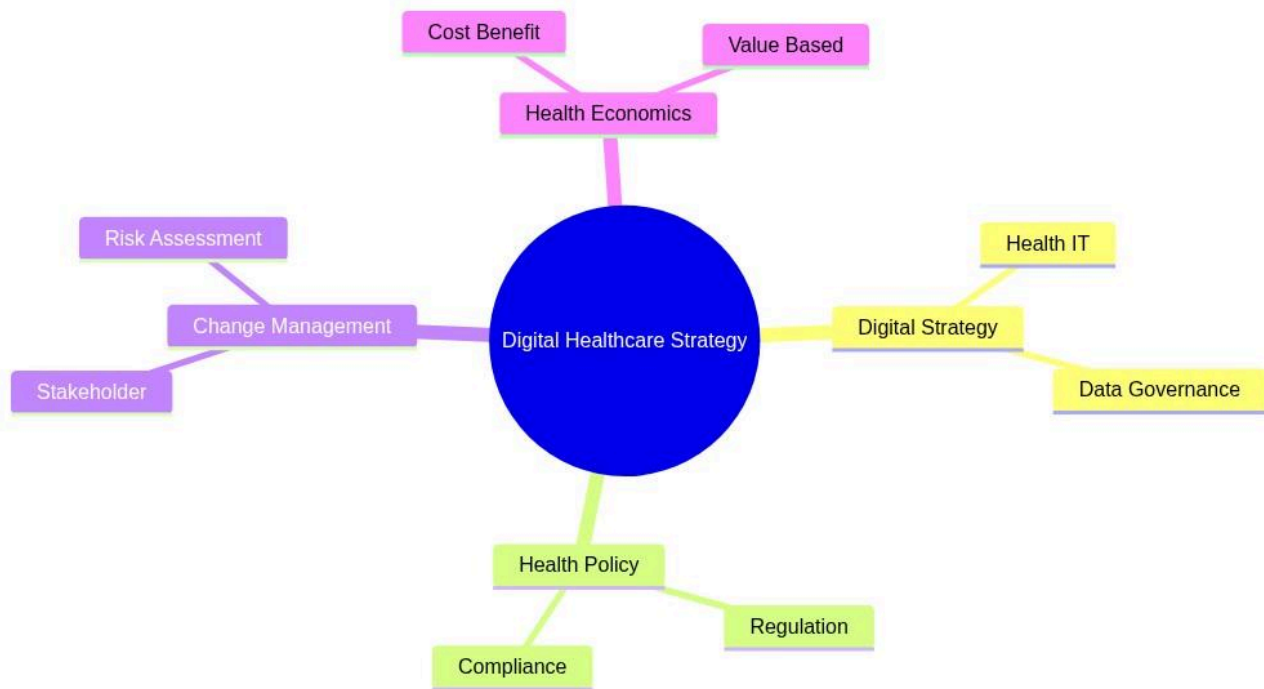 Cost Benefit
Value Based
Health Economics
Risk Assessment
Health IT
Change Management
Digital Healthcare Strategy
Digital Strategy
Stakeholder
Data Governance
Health Policy
Regulation
Compliance